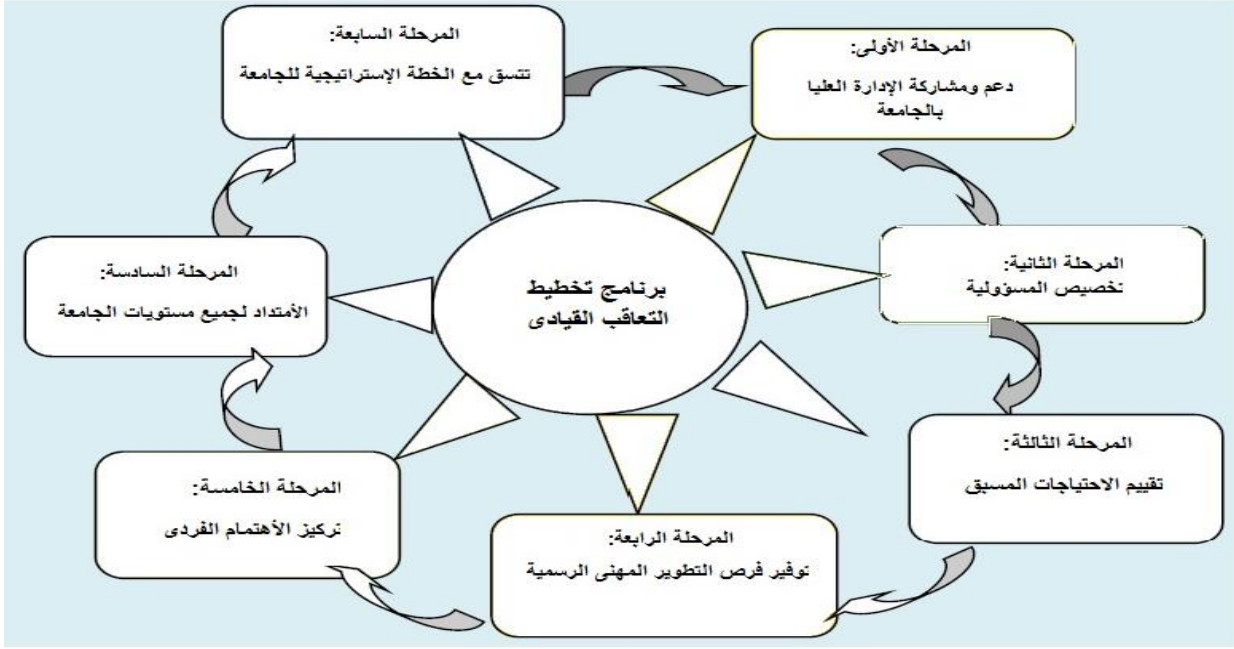 المرحلة الأولى:
دعم ومشاركة الإدارة العليا
بالجامعة
المرحلة الثانية:
تخصيص المسؤولية
المرحلة الثالثة:
تقييم الاحتياجات المسبق
المرحلة الرابعة:
توفير فرص التطوير المهنى الرسمية
المرحلة الخامسة:
تركيز الأهتمام الفردى
المرحلة السادسة:
الأمتداد لجميع مستويات الجامعة
المرحلة السابعة:
تتسق مع الخطة الإستراتيجية للجامعة
برنامج تخطيط
التعاقب القيادى